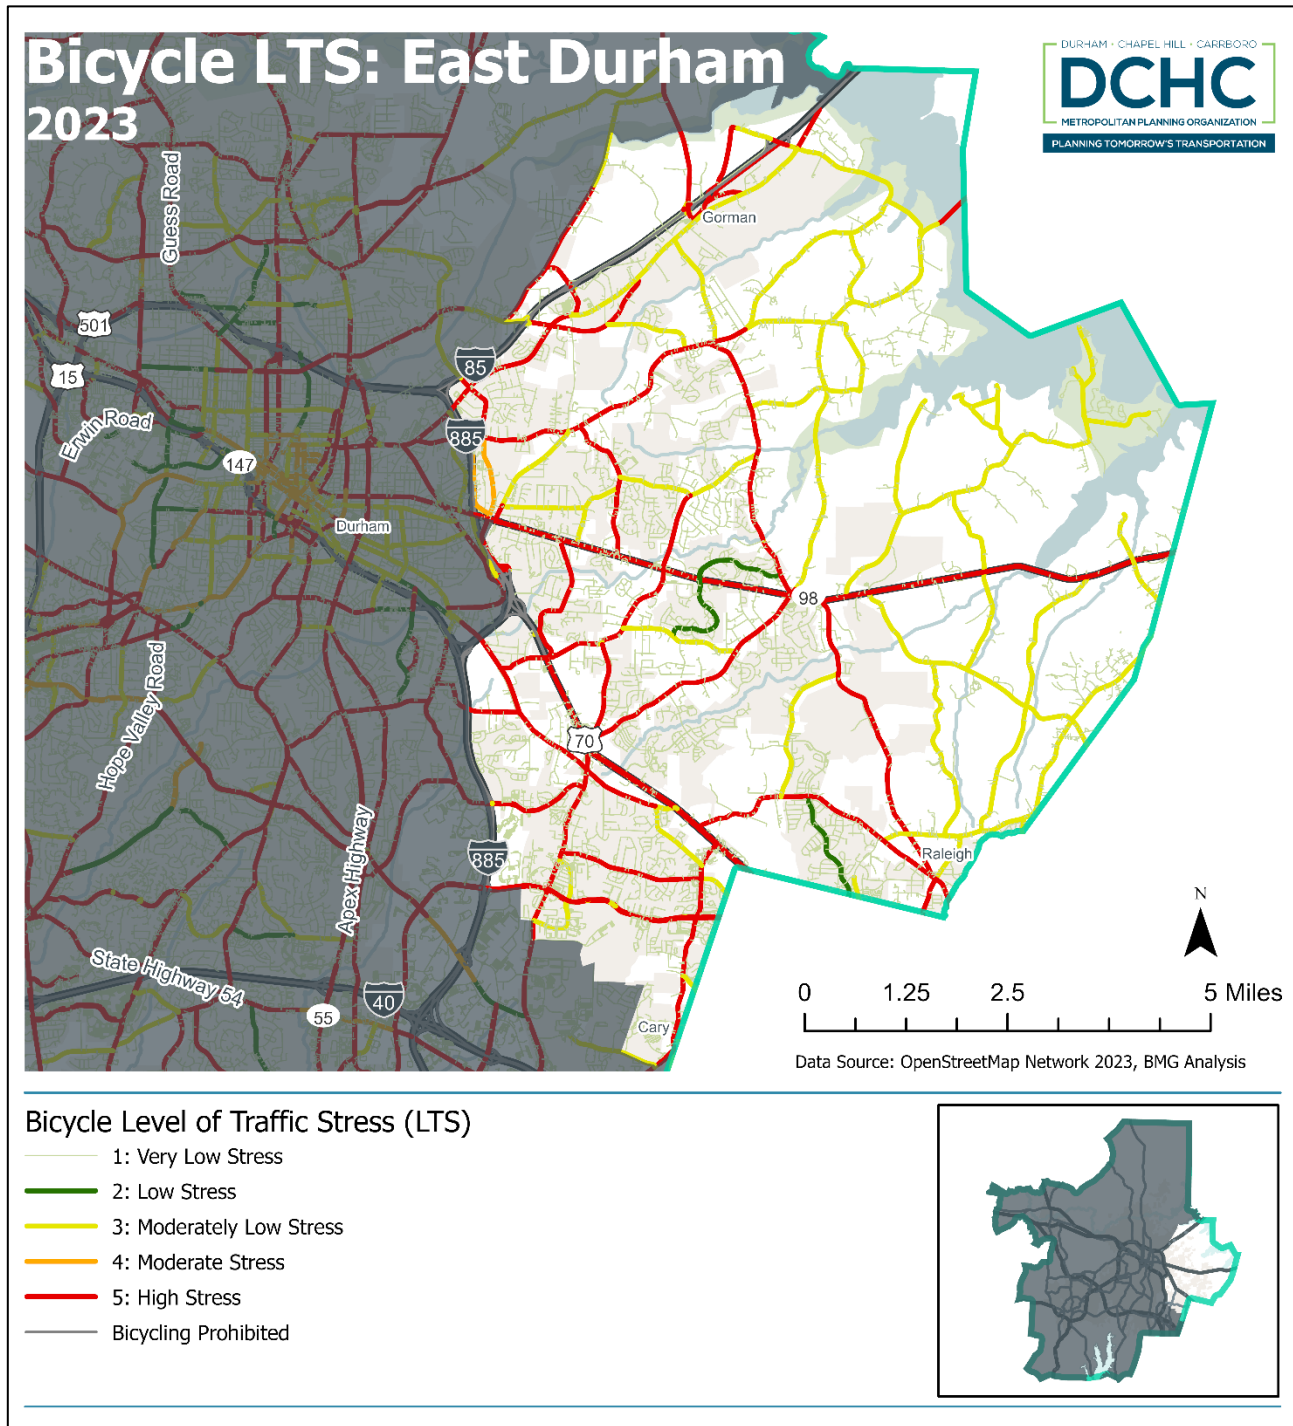 Bicycle LTS: East Durham
2023
DURHAM · CHAPEL HILL · CARRBORO
DCHC
METROPOLITAN PLANNING ORGANIZATION
PLANNING TOMORROW'S TRANSPORTATION
Guess Road
Gorman
501
15
85
Erwin Road
885
147
Durham
98
Hope Valley Road
70
885
Raleigh
Apex Highway
N
State Highway 54
40
55
Cary
0 1.25 2.5 5 Miles
Data Source: OpenStreetMap Network 2023, BMG Analysis
Bicycle Level of Traffic Stress (LTS)
1: Very Low Stress
2: Low Stress
3: Moderately Low Stress
4: Moderate Stress
5: High Stress
Bicycling Prohibited